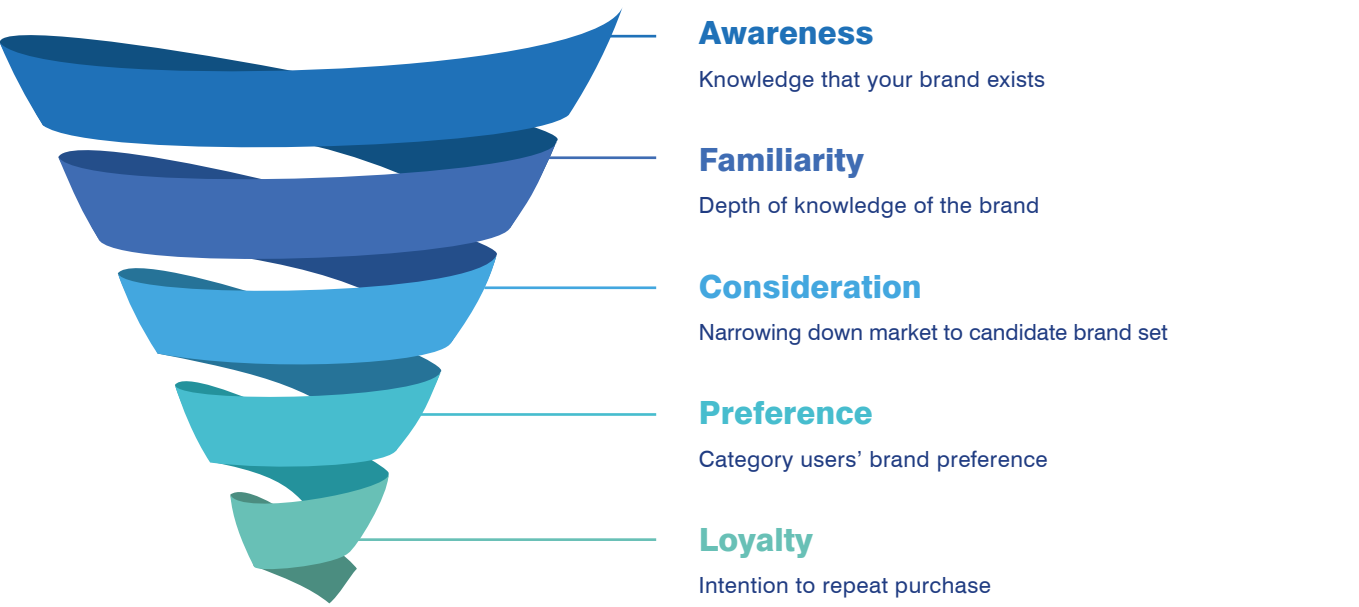 Awareness
Knowledge that your brand exists
Familiarity
Depth of knowledge of the brand
Consideration
Narrowing down market to candidate brand set
Preference
Category users’ brand preference
Loyalty
Intention to repeat purchase